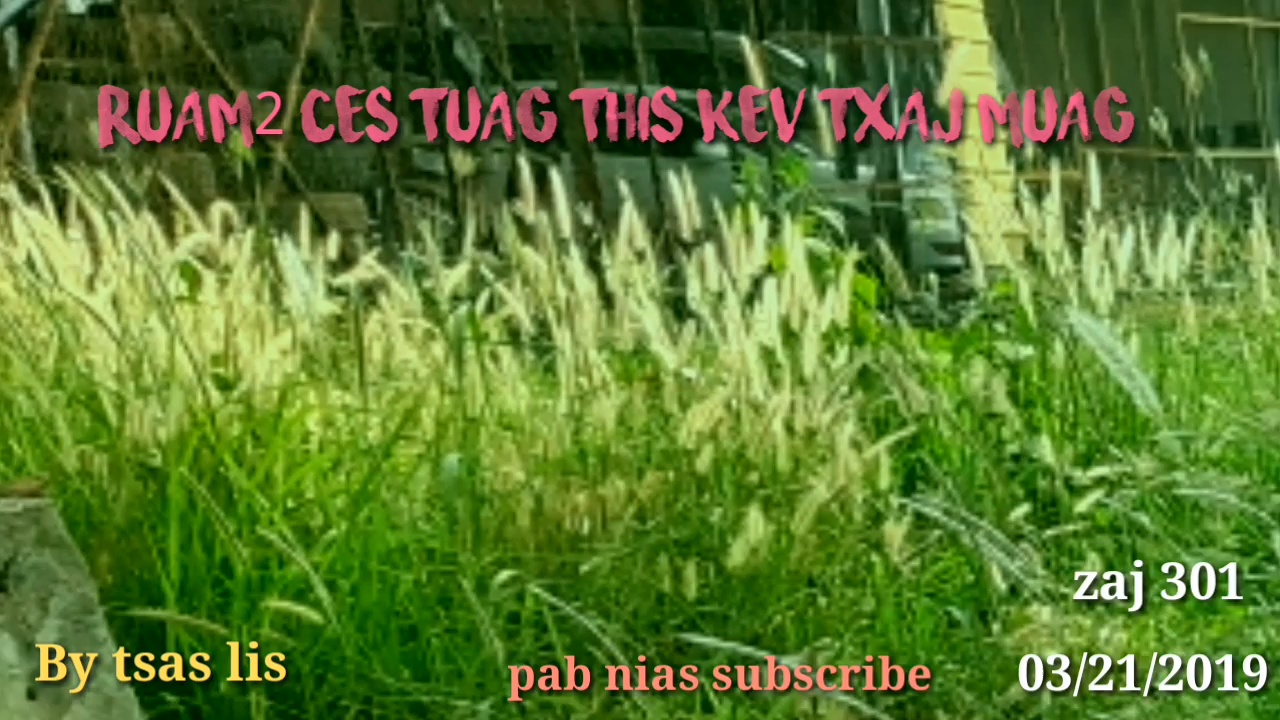 RUAM2 CES TUAG THIS KEV TXAJ MUAG
zaj 301
By tsas lis
pab nias subscribe
03/21/2019